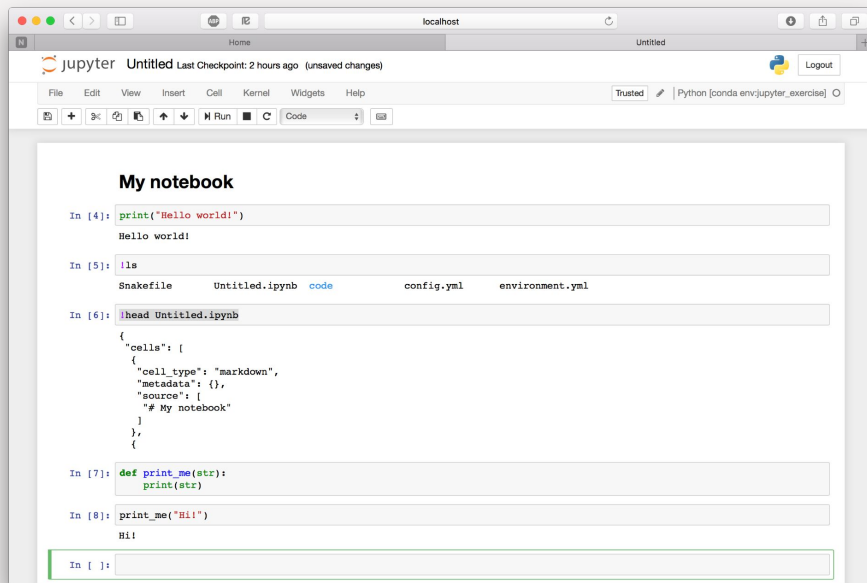 localhost
N Home Untitled
jupyter Untitled Last Checkpoint: 2 hours ago (unsaved changes) Logout
File Edit View Insert Cell Kernel Widgets Help Trusted Python [conda env:jupyter_exercise]
Run Code
My notebook
In [4]: print("Hello world!")
Hello world!
In [5]: !ls
Snakefile Untitled.ipynb code config.yml environment.yml
In [6]: !head Untitled.ipynb
{
"cells": [
{
"cell_type": "markdown",
"metadata": {},
"source": [
"# My notebook"
]
},
{
In [7]: def print_me(str):
print(str)
In [8]: print_me("Hi!")
Hi!
In [ ]: